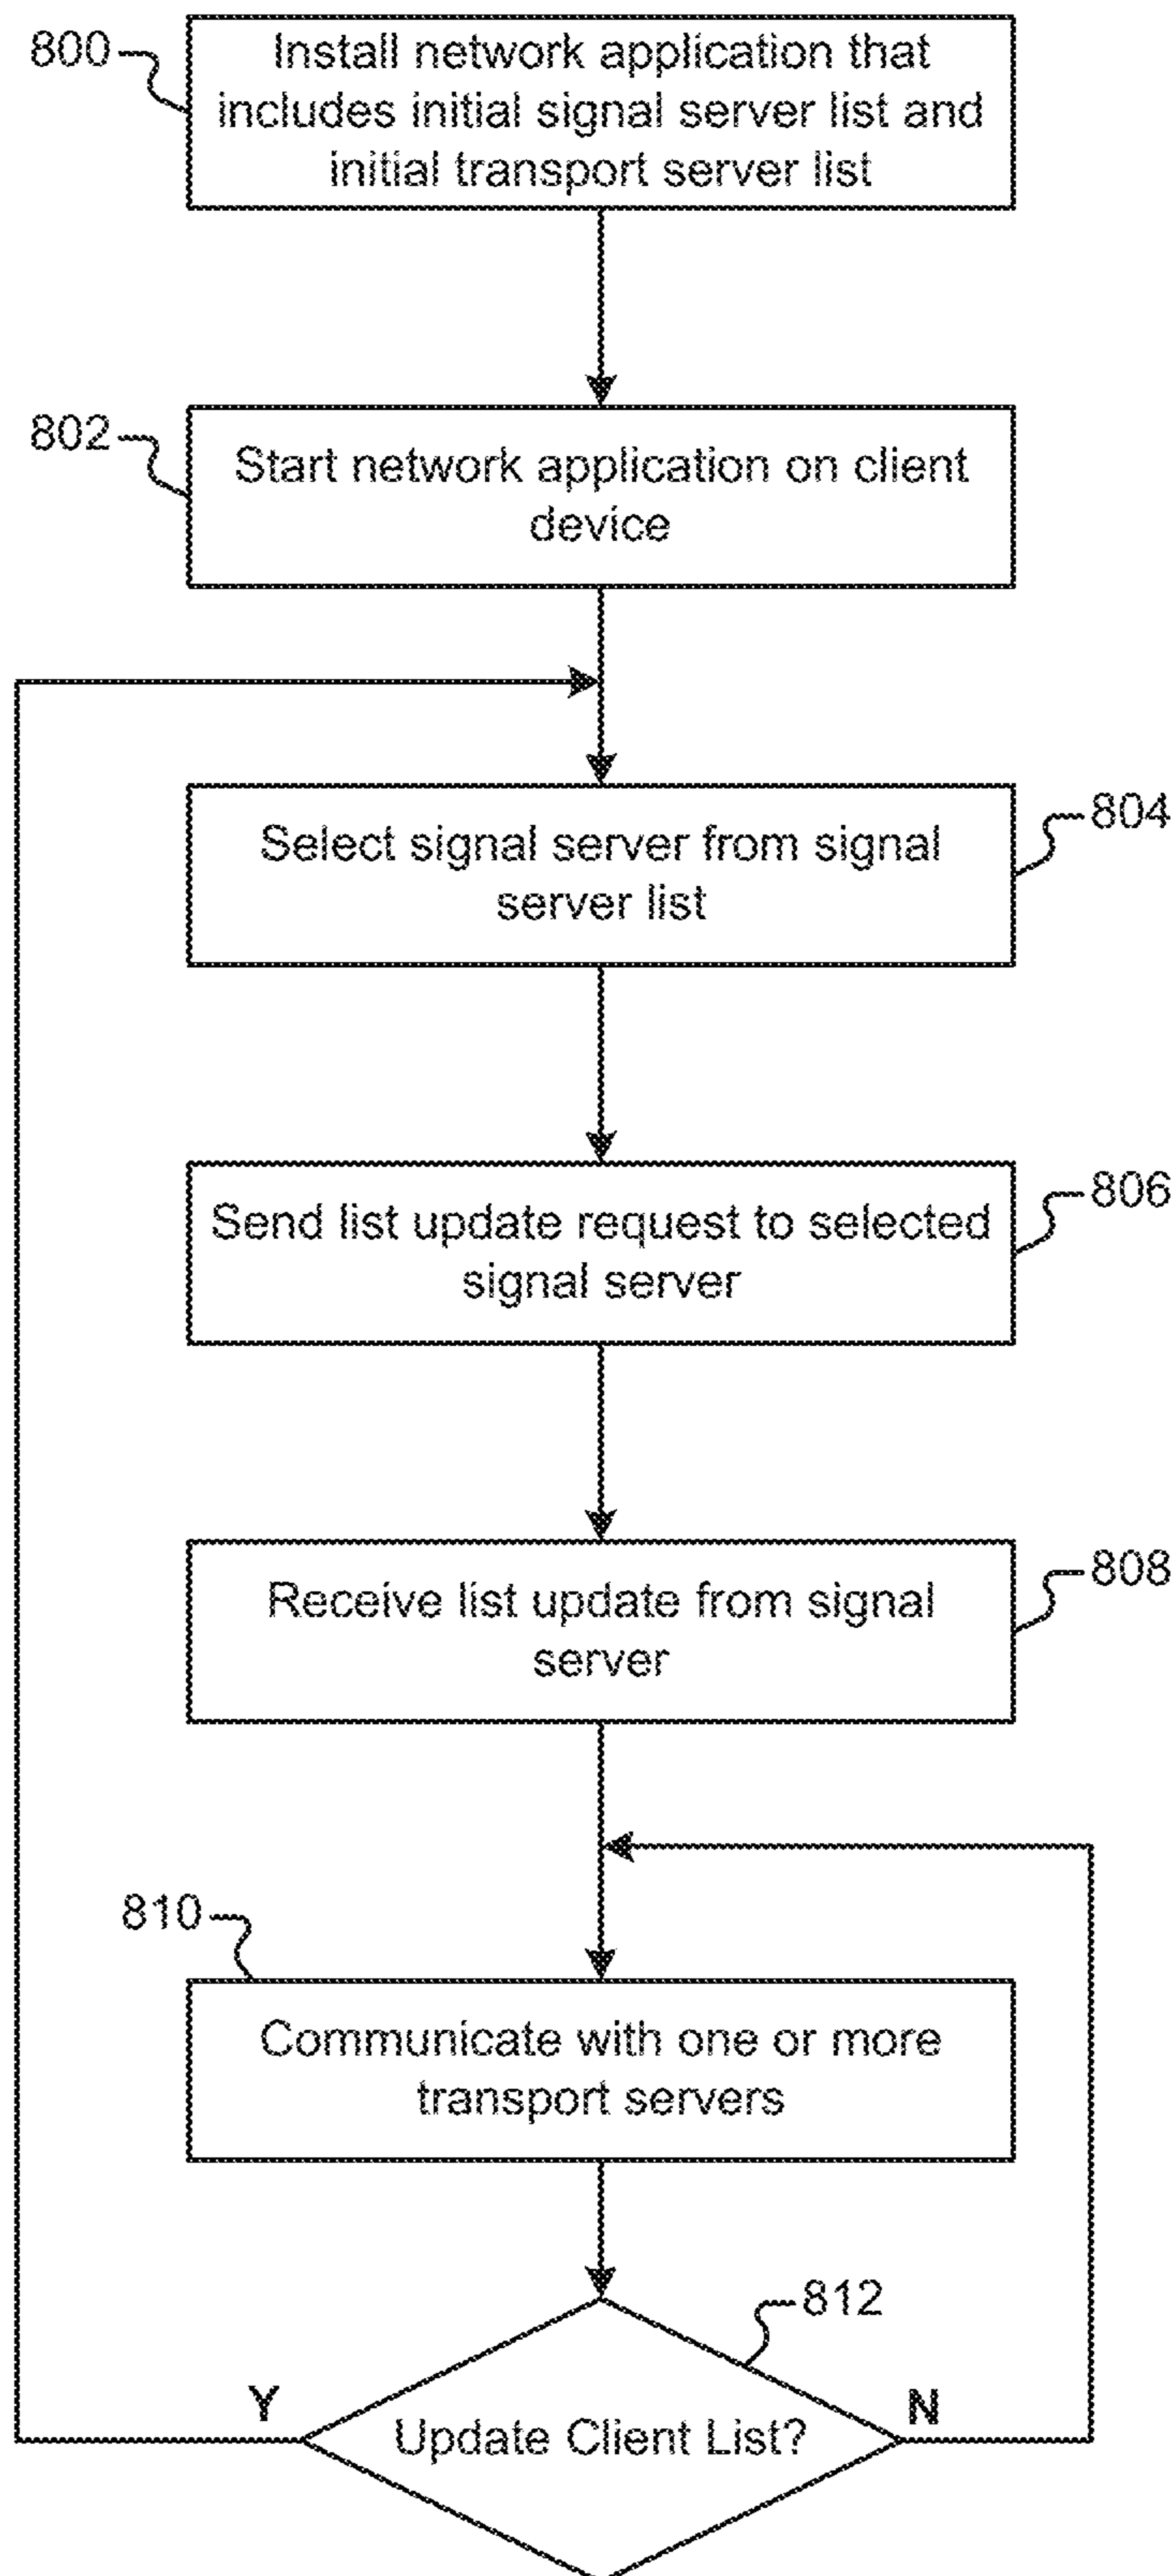 800
Install network application that
includes initial signal server list and
initial transport server list
802
Start network application on client
device
804
Select signal server from signal
server list
806
Send list update request to selected
signal server
808
Receive list update from signal
server
810
Communicate with one or more
transport servers
812
Y
Update Client List?
N